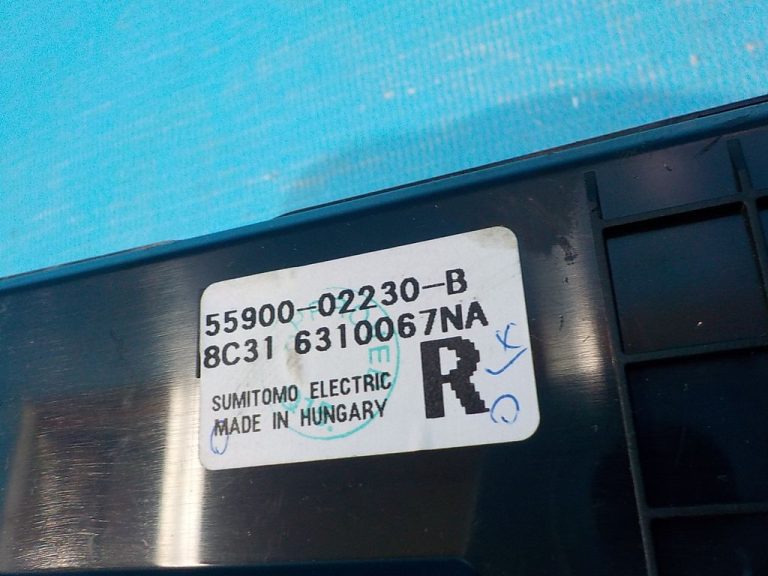 55900-02230-B
8C31 6310067NA
SUMITOMO ELECTRIC
MADE IN HUNGARY
R